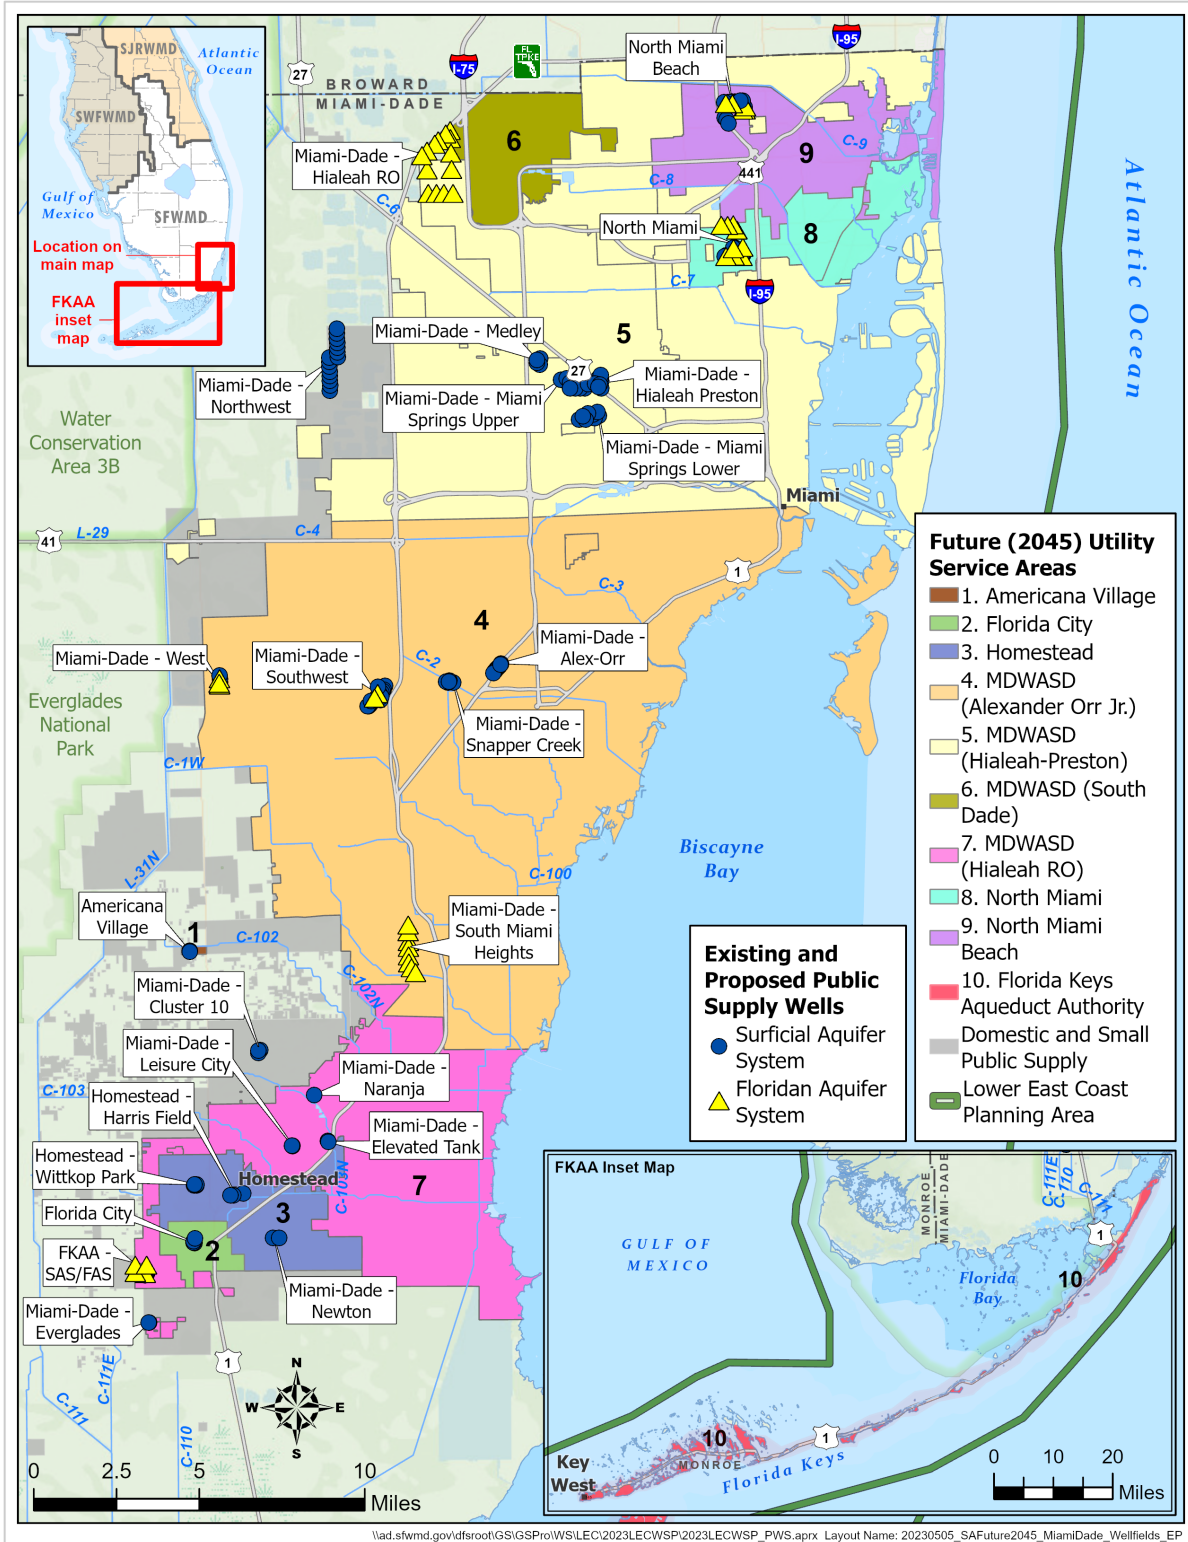 SJRWMD
Atlantic
Ocean
SWFWMD
Gulf of
Mexico
SFWMD
Location on
main map
FKAA
inset
map
27
I-75
FL
TPKE
I-95
North Miami
Beach
BROWARD
MIAMI-DADE
6
9
C-9
Miami-Dade -
Hialeah RO
441
C-8
C-6
North Miami
8
C-7
I-95
Atlantic Ocean
5
Miami-Dade - Medley
27
Miami-Dade -
Northwest
Miami-Dade - Miami
Springs Upper
Miami-Dade -
Hialeah Preston
Miami-Dade - Miami
Springs Lower
Water
Conservation
Area 3B
Miami
41
L-29
C-4
1
C-3
4
Miami-Dade -
Alex-Orr
Miami-Dade - West
Miami-Dade -
Southwest
C-2
Miami-Dade -
Snapper Creek
Everglades
National
Park
C-1W
Biscayne
Bay
L-31N
C-100
Americana
Village
1
C-102
Miami-Dade -
South Miami
Heights
C-102N
Miami-Dade -
Cluster 10
Miami-Dade -
Leisure City
Miami-Dade -
Naranja
C-103
Homestead -
Harris Field
Miami-Dade -
Elevated Tank
Homestead -
Wittkop Park
Homestead
C-103N
7
Florida City
3
2
FKAA -
SAS/FAS
Miami-Dade -
Newton
Miami-Dade -
Everglades
1
C-111E
C-111
C-110
N
W E
S
0 2.5 5 10
Miles
Future (2045) Utility
Service Areas
1. Americana Village
2. Florida City
3. Homestead
4. MDWASD
(Alexander Orr Jr.)
5. MDWASD
(Hialeah-Preston)
6. MDWASD (South
Dade)
7. MDWASD
(Hialeah RO)
8. North Miami
9. North Miami
Beach
10. Florida Keys
Aqueduct Authority
Domestic and Small
Public Supply
Lower East Coast
Planning Area
Existing and
Proposed Public
Supply Wells
Surficial Aquifer
System
Floridan Aquifer
System
FKAA Inset Map
MONROE
MIAMI-DADE
C-111E
C-110
C-111
1
GULF OF
MEXICO
Florida
Bay
10
10
1
MONROE
Key
West
Florida Keys
0 10 20
Miles
\\ad.sfwmd.gov\dfsroot\GS\GSPro\WS\LEC\2023LECWSP\2023LECWSP_PWS.aprx Layout Name: 20230505_SAFuture2045_MiamiDade_Wellfields_EP